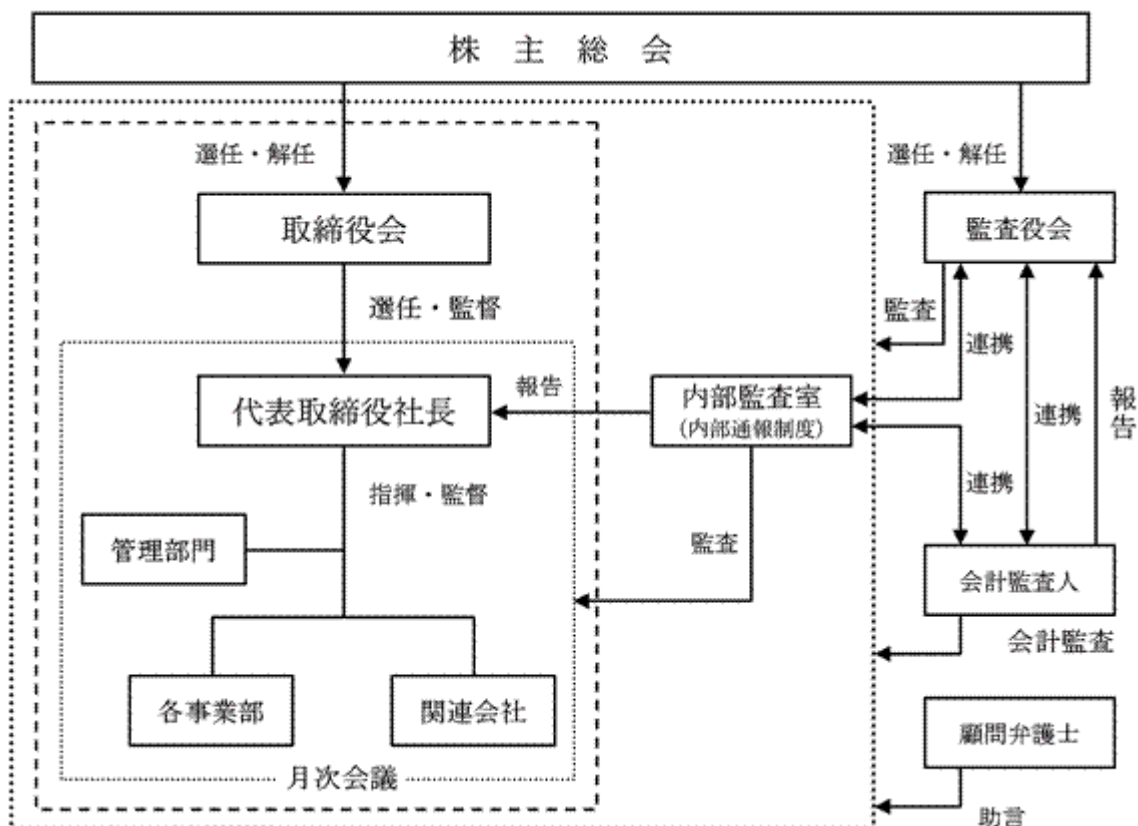 株主総会
選任・解任
選任・解任
取締役会
監査役会
選任・監督
監査
連携
報告
代表取締役社長
報告
内部監査室
(内部通報制度)
連携
指揮・監督
連携
監査
管理部門
会計監査人
会計監査
各事業部
関連会社
顧問弁護士
月次会議
助言